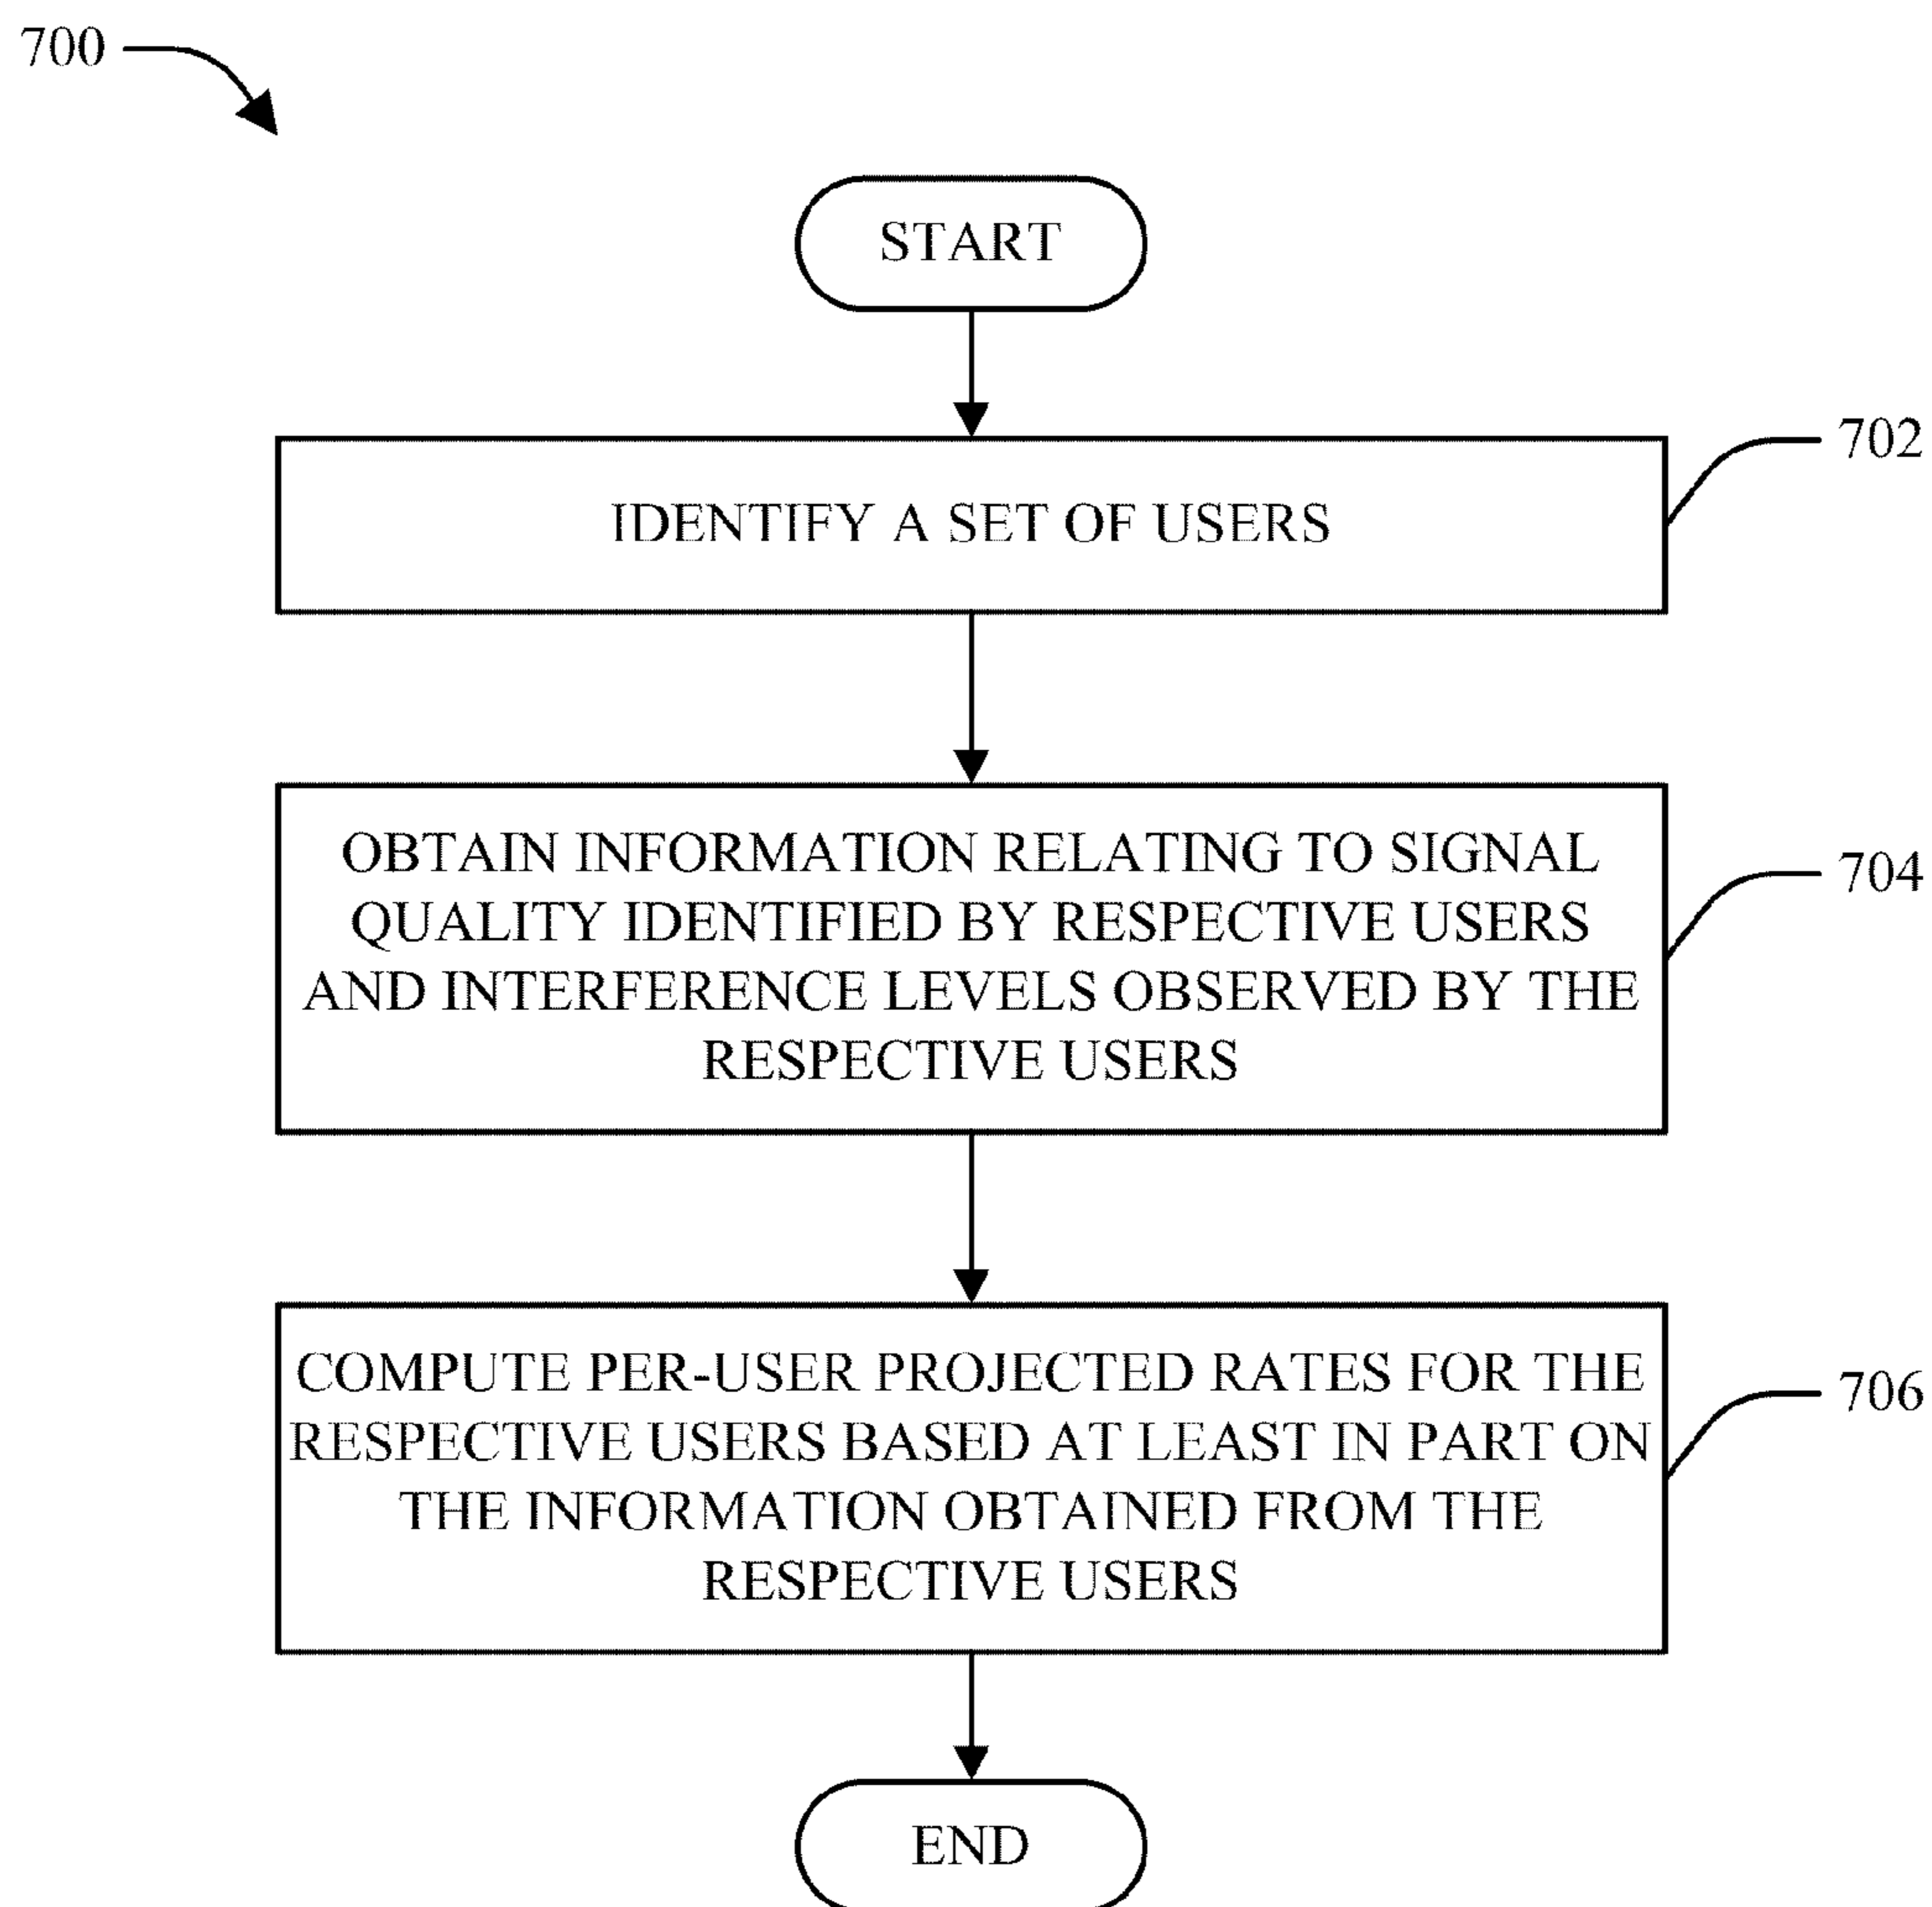 700
START
702
IDENTIFY A SET OF USERS
704
OBTAIN INFORMATION RELATING TO SIGNAL
QUALITY IDENTIFIED BY RESPECTIVE USERS
AND INTERFERENCE LEVELS OBSERVED BY THE
RESPECTIVE USERS
706
COMPUTE PER-USER PROJECTED RATES FOR THE
RESPECTIVE USERS BASED AT LEAST IN PART ON
THE INFORMATION OBTAINED FROM THE
RESPECTIVE USERS
END